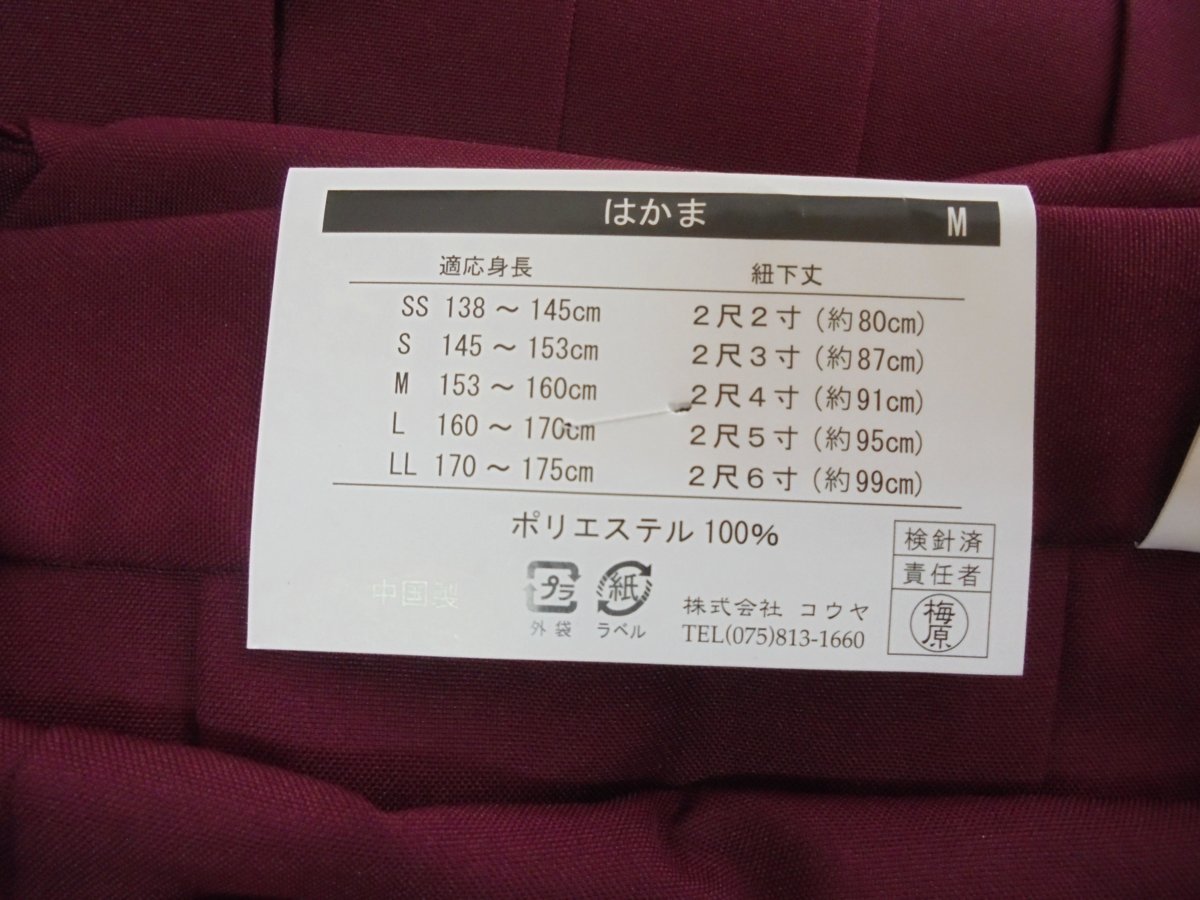 はかま M
適応身長 紐下丈
SS 138～145cm 2尺2寸(約80cm)
S 145～153cm 2尺3寸(約87cm)
M 153～160cm 2尺4寸(約91cm)
L 160～170cm 2尺5寸(約95cm)
LL 170～175cm 2尺6寸(約99cm)
ポリエステル100%
検針済
責任者
梅原
中国製
プラ 紙
外袋 ラベル
株式会社 コウヤ
TEL(075)813-1660